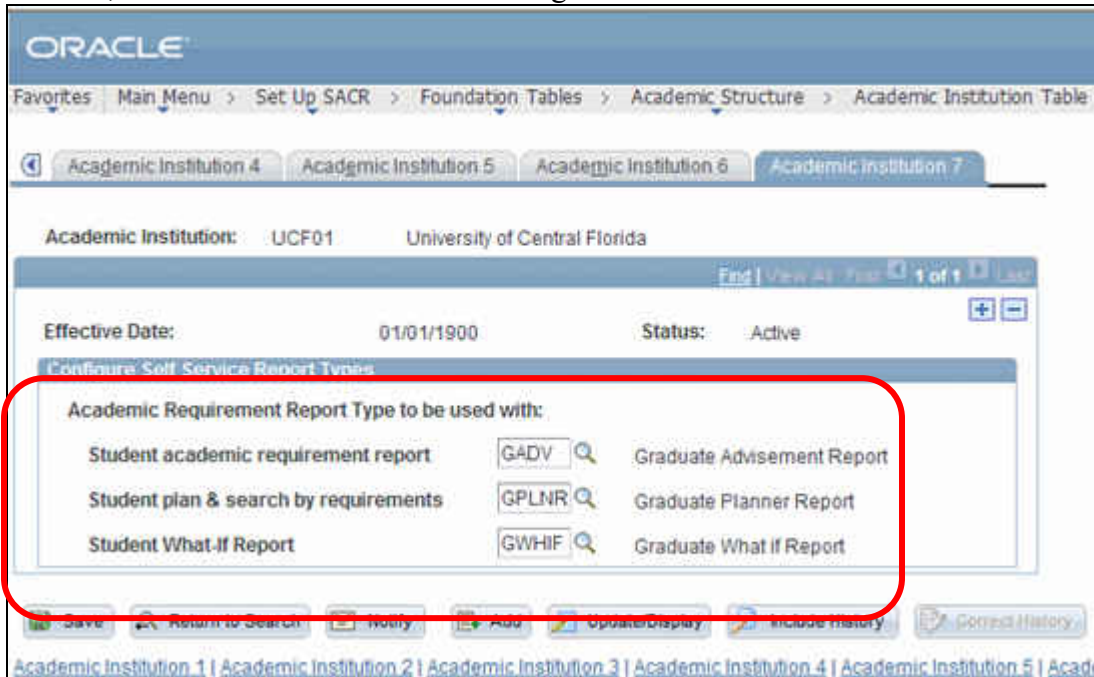 ORACLE
Favorites Main Menu > Set Up SACR > Foundation Tables > Academic Structure > Academic Institution Table
Academic Institution 4 Academic Institution 5 Academic Institution 6 Academic Institution 7
Academic Institution: UCF01 University of Central Florida
Find | View All First 1 of 1 Last
Effective Date: 01/01/1900 Status: Active
Configure Self Service Report Types
Academic Requirement Report Type to be used with:
Student academic requirement report GADV Graduate Advisement Report
Student plan & search by requirements GPLNR Graduate Planner Report
Student What-If Report GWHIF Graduate What if Report
Save Return to Search Notify Add Update/Display Include History Correct History
Academic Institution 1 | Academic Institution 2 | Academic Institution 3 | Academic Institution 4 | Academic Institution 5 | Acad